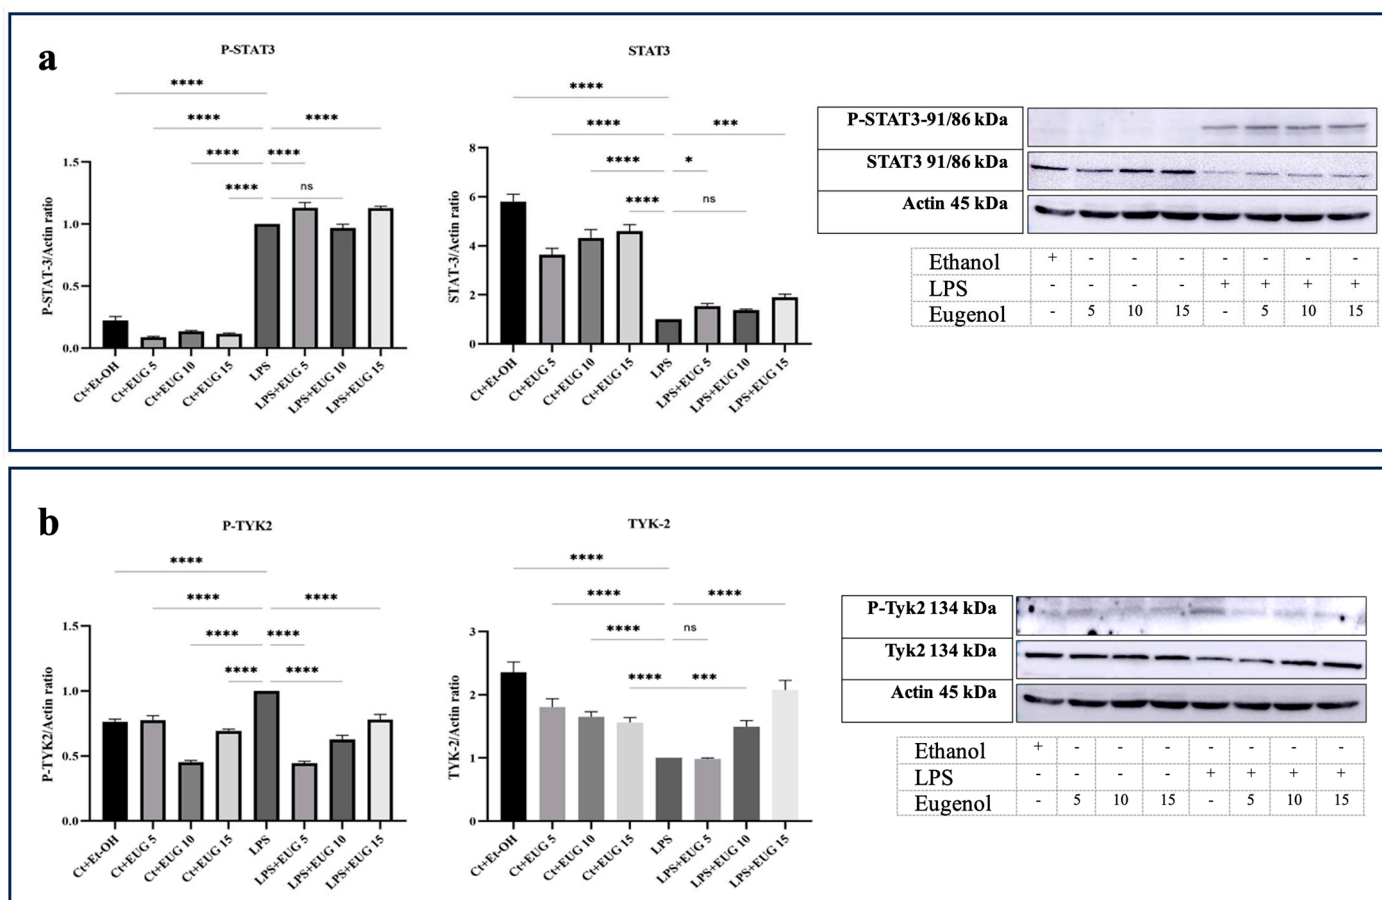 a
P-STAT3
****
**** ****
**** ****
**** ns
1.5
1.0
0.5
0.0
P-STAT-3/Actin ratio
Ct+Et-OH
Ct+EUG 5
Ct+EUG 10
Ct+EUG 15
LPS
LPS+EUG 5
LPS+EUG 10
LPS+EUG 15
STAT3
****
**** ***
**** *
**** ns
8
6
4
2
0
STAT-3/Actin ratio
Ct+Et-OH
Ct+EUG 5
Ct+EUG 10
Ct+EUG 15
LPS
LPS+EUG 5
LPS+EUG 10
LPS+EUG 15
P-STAT3-91/86 kDa
STAT3 91/86 kDa
Actin 45 kDa
Ethanol + - - - - - - -
LPS - - - - + + + +
Eugenol - 5 10 15 - 5 10 15
b
P-TYK2
****
**** ****
**** ****
**** ****
1.5
1.0
0.5
0.0
P-TYK2/Actin ratio
Ct+Et-OH
Ct+EUG 5
Ct+EUG 10
Ct+EUG 15
LPS
LPS+EUG 5
LPS+EUG 10
LPS+EUG 15
TYK-2
****
**** ****
**** ns
**** ***
3
2
1
0
TYK-2/Actin ratio
Ct+Et-OH
Ct+EUG 5
Ct+EUG 10
Ct+EUG 15
LPS
LPS+EUG 5
LPS+EUG 10
LPS+EUG 15
P-Tyk2 134 kDa
Tyk2 134 kDa
Actin 45 kDa
Ethanol + - - - - - - -
LPS - - - - + + + +
Eugenol - 5 10 15 - 5 10 15